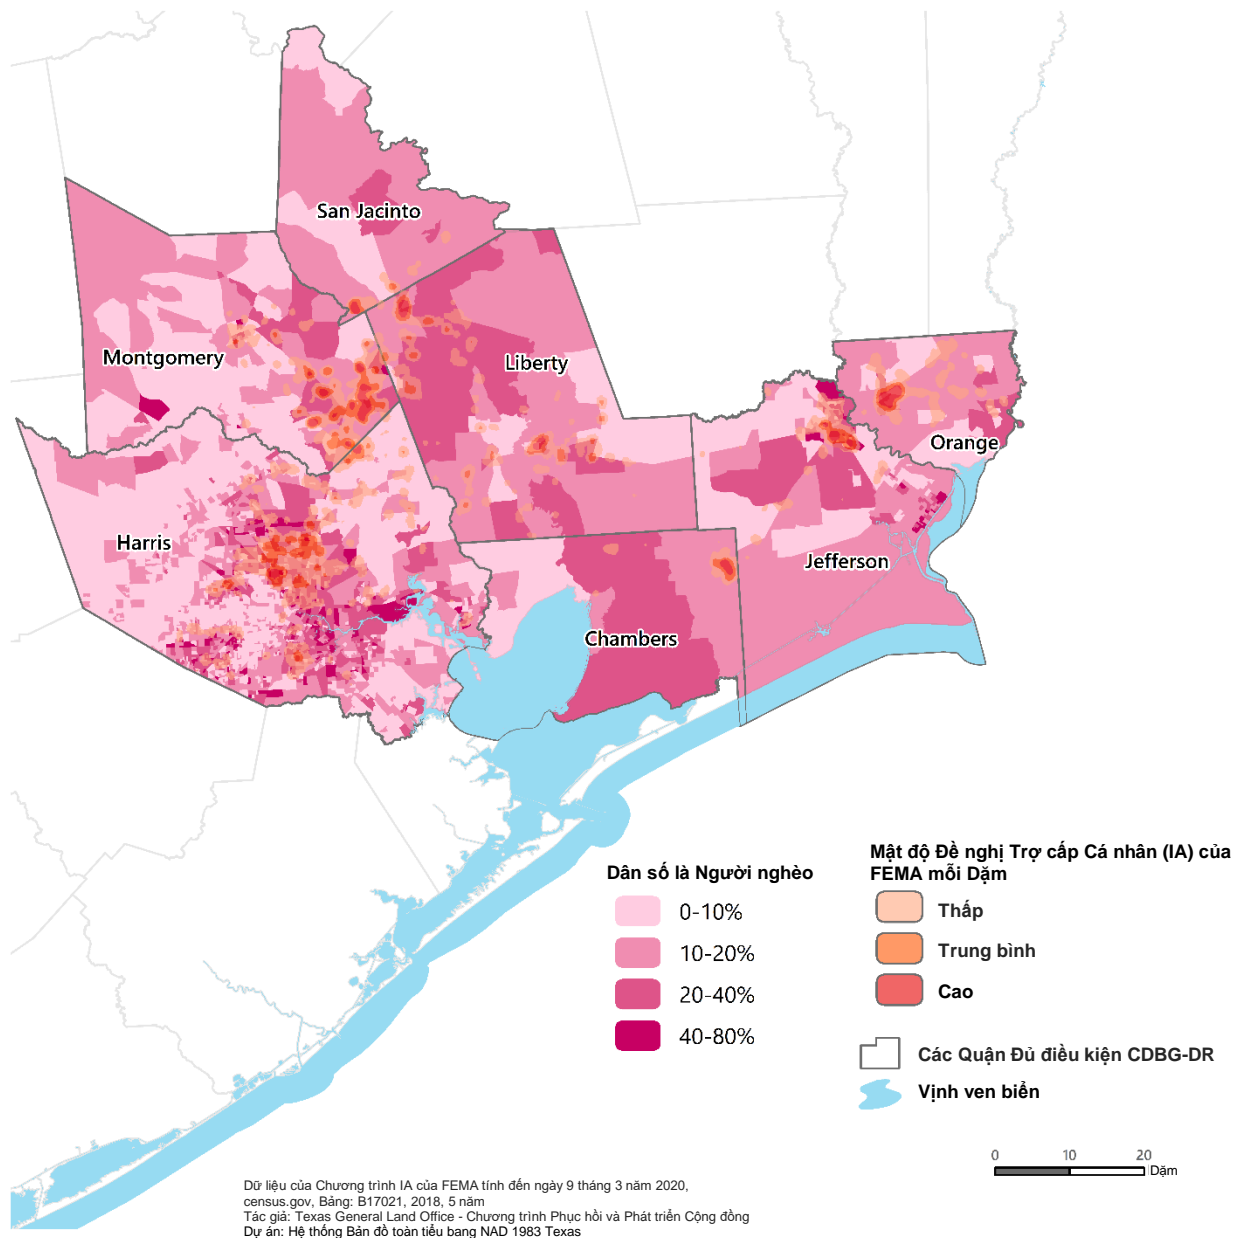 San Jacinto
Montgomery
Liberty
Orange
Harris
Jefferson
Chambers
Dân số là Người nghèo
0-10%
10-20%
20-40%
40-80%
Mật độ Đề nghị Trợ cấp Cá nhân (IA) của
FEMA mỗi Dặm
Thấp
Trung bình
Cao
Các Quận Đủ điều kiện CDBG-DR
Vịnh ven biển
0 10 20
Dặm
Dữ liệu của Chương trình IA của FEMA tính đến ngày 9 tháng 3 năm 2020,
census.gov, Bảng: B17021, 2018, 5 năm
Tác giả: Texas General Land Office - Chương trình Phục hồi và Phát triển Cộng đồng
Dự án: Hệ thống Bản đồ toàn tiểu bang NAD 1983 Texas